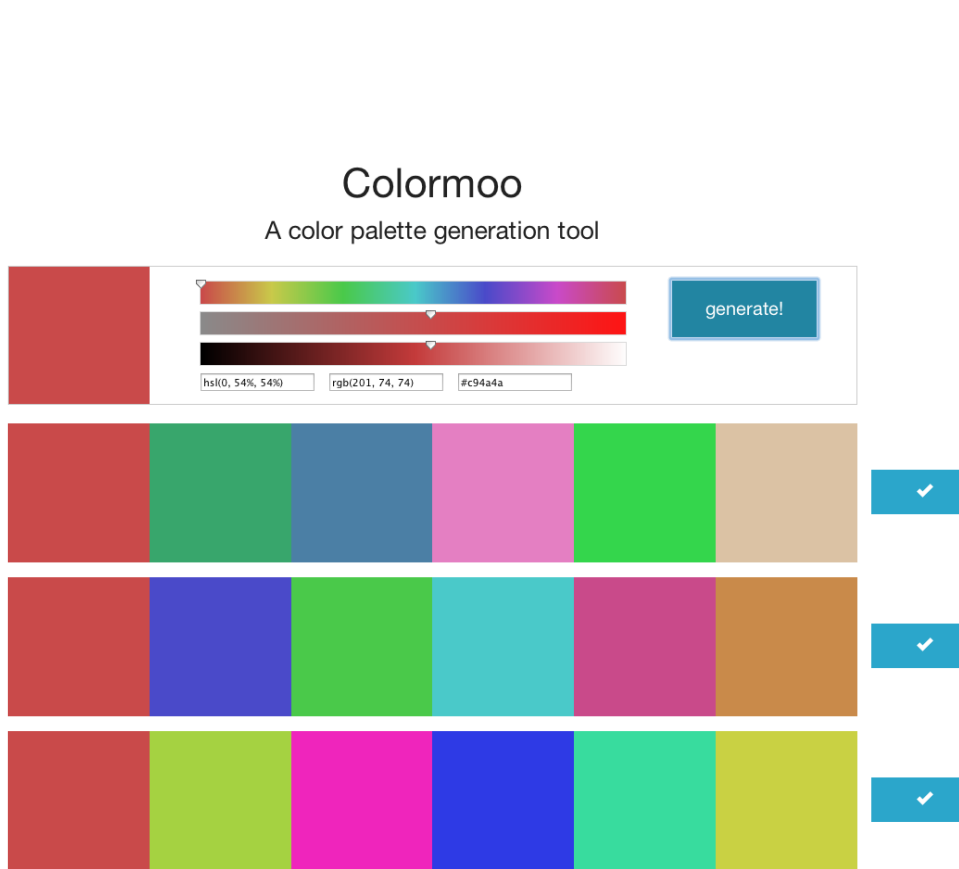 Colormoo
A color palette generation tool
generate!
hsl(0, 54%, 54%) rgb(201, 74, 74) #c94a4a